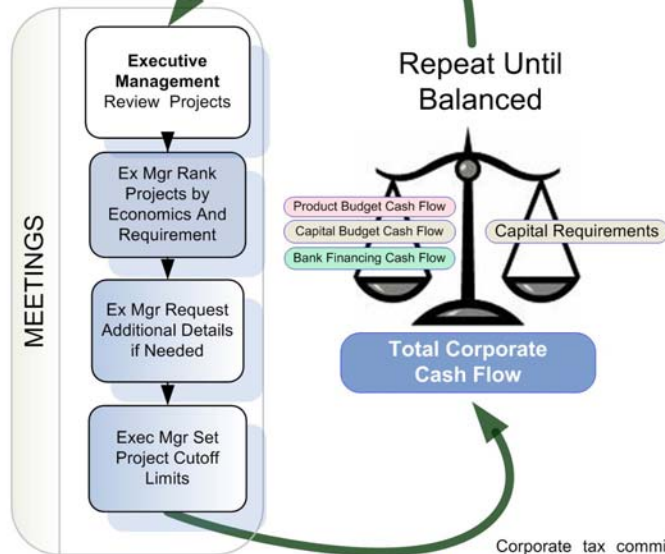 MEETINGS
Executive
Management
Review Projects
Ex Mgr Rank
Projects by
Economics And
Requirement
Ex Mgr Request
Additional Details
if Needed
Exec Mgr Set
Project Cutoff
Limits
Repeat Until
Balanced
Product Budget Cash Flow
Capital Budget Cash Flow
Bank Financing Cash Flow
Capital Requirements
Total Corporate
Cash Flow
Corporate tax commi